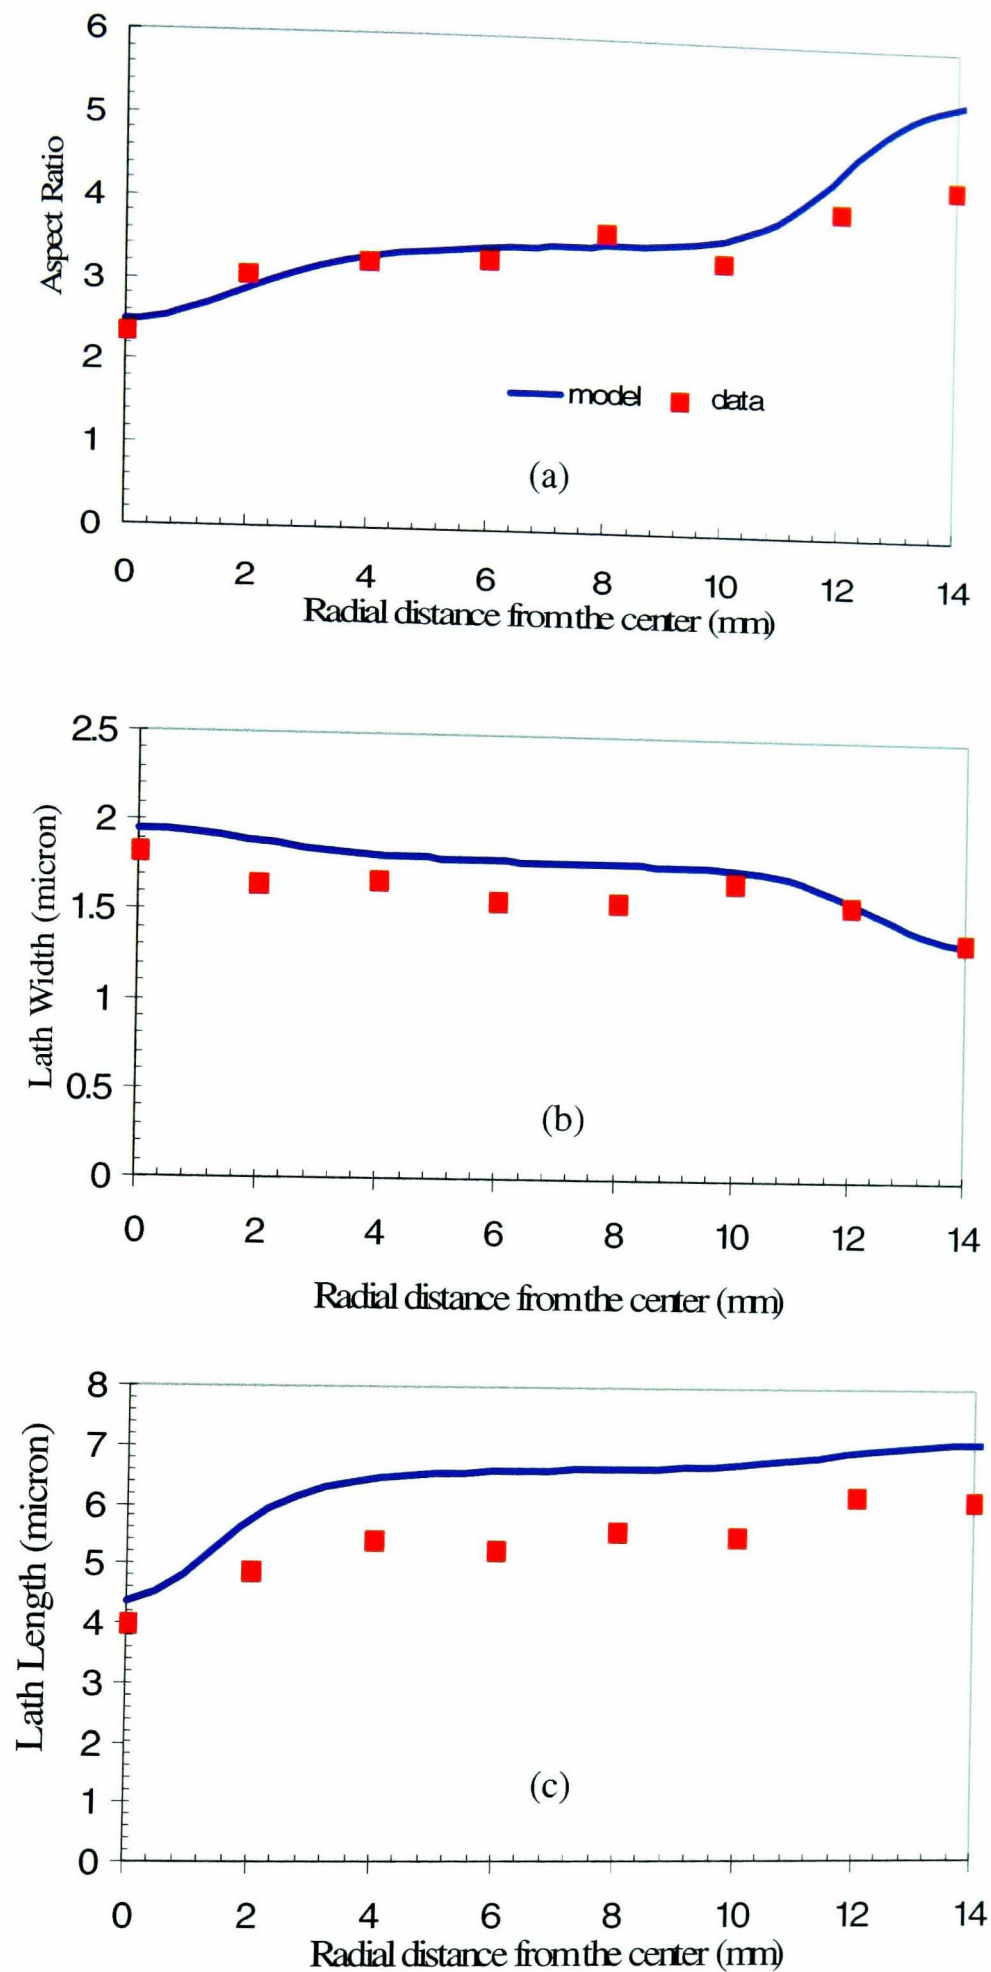 6
5
4
3
2
1
0
Aspect Ratio
model data
(a)
0 2 4 6 8 10 12 14
Radial distance from the center (mm)
2.5
2
1.5
1
0.5
0
Lath Width (micron)
(b)
0 2 4 6 8 10 12 14
Radial distance from the center (mm)
8
7
6
5
4
3
2
1
0
Lath Length (micron)
(c)
0 2 4 6 8 10 12 14
Radial distance from the center (mm)